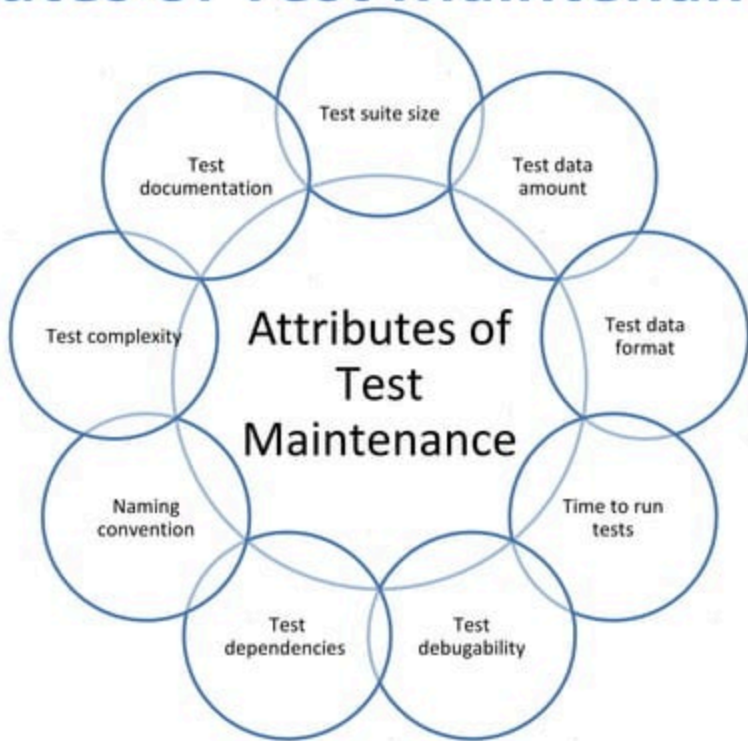 Attributes of
Test
Maintenance
Test suite size
Test data
amount
Test data
format
Time to run
tests
Test
debugability
Test
dependencies
Naming
convention
Test complexity
Test
documentation